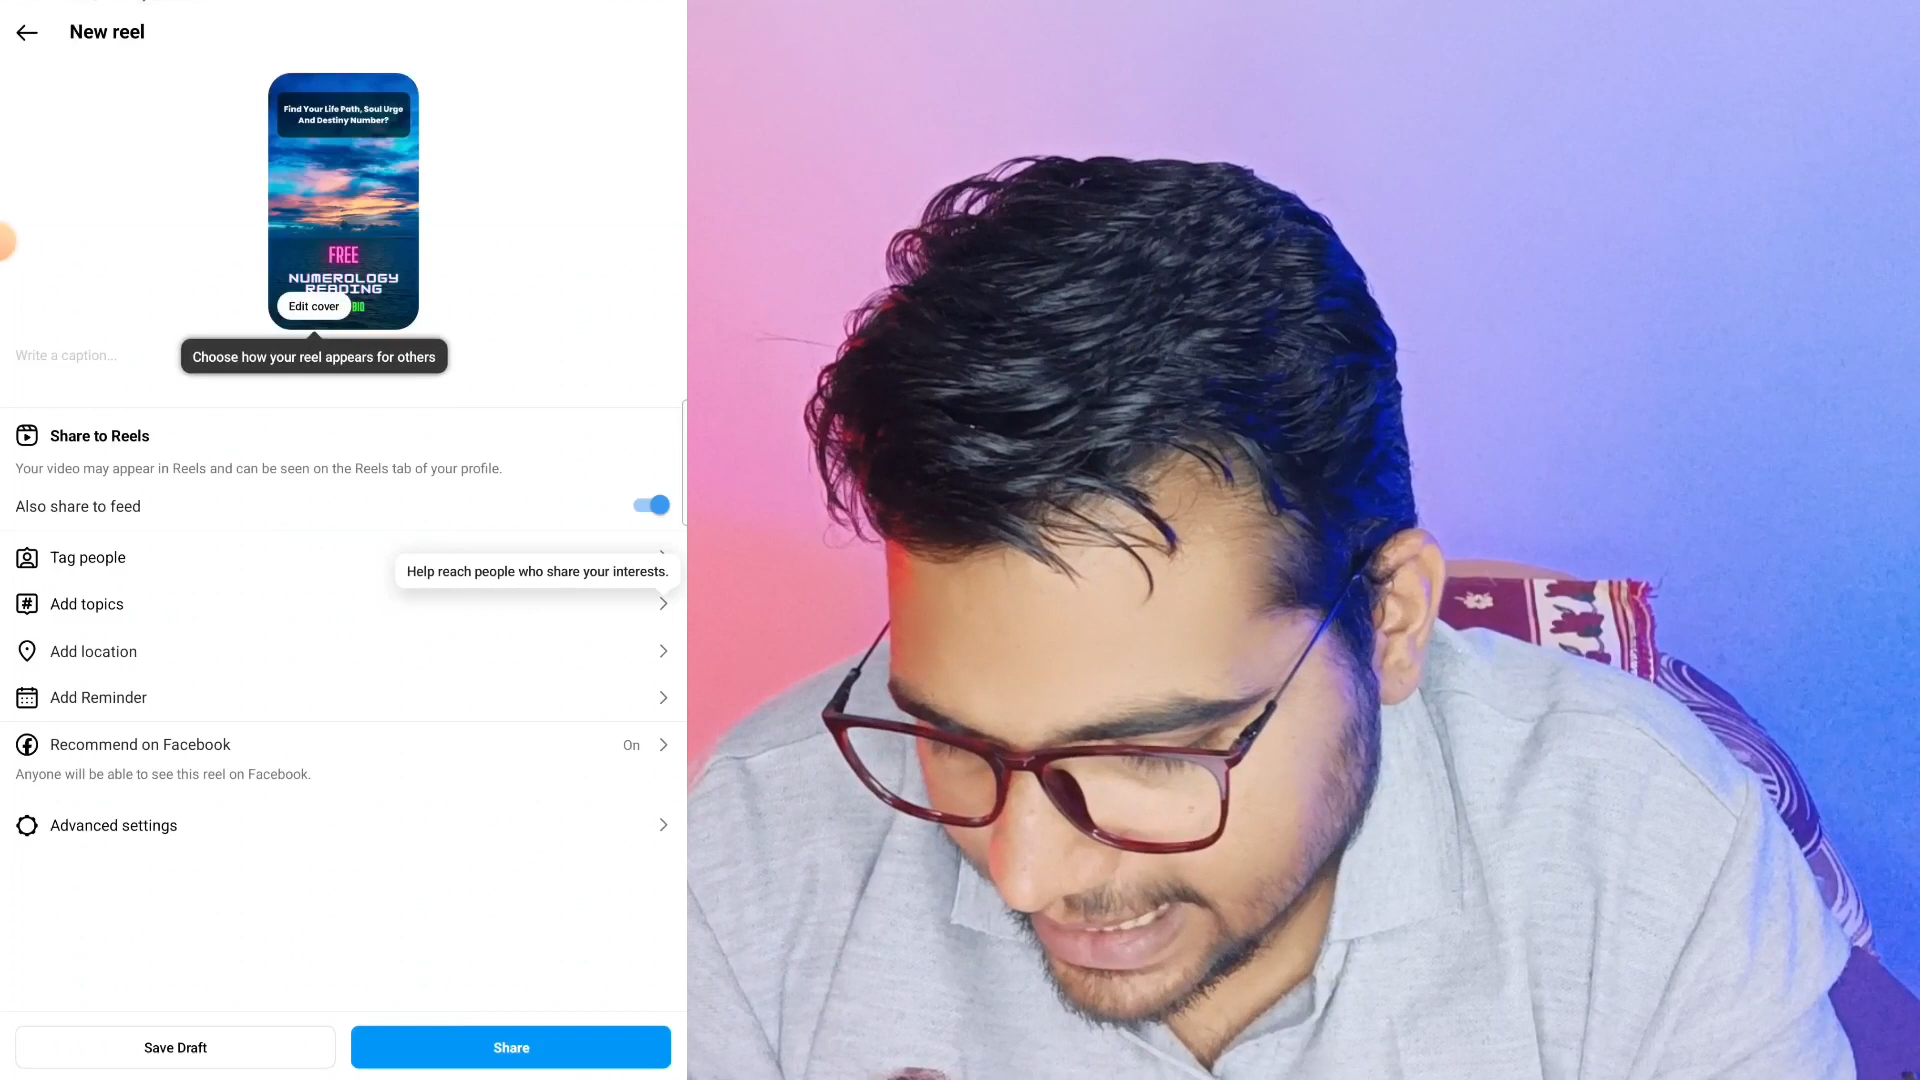 New reel
Find Your Life Path, Soul Urge
And Destiny Number?
FREE
NUMEROLOGY
READING
Edit cover
BIO
Write a caption...
Choose how your reel appears for others
Share to Reels
Your video may appear in Reels and can be seen on the Reels tab of your profile.
Also share to feed
Tag people
Help reach people who share your interests.
Add topics
Add location
Add Reminder
Recommend on Facebook
On
Anyone will be able to see this reel on Facebook.
Advanced settings
Save Draft
Share